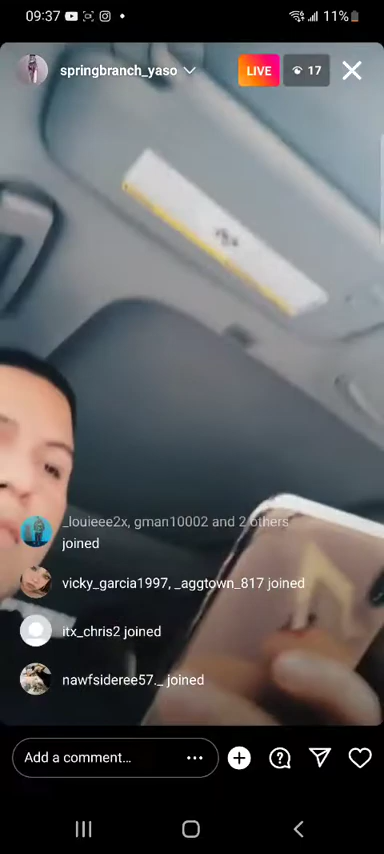 09:37
11%
springbranch_yaso
LIVE
17
_louieee2x, gman10002 and 2 others
joined
vicky_garcia1997, _aggtown_817 joined
itx_chris2 joined
nawfsideree57._ joined
Add a comment...